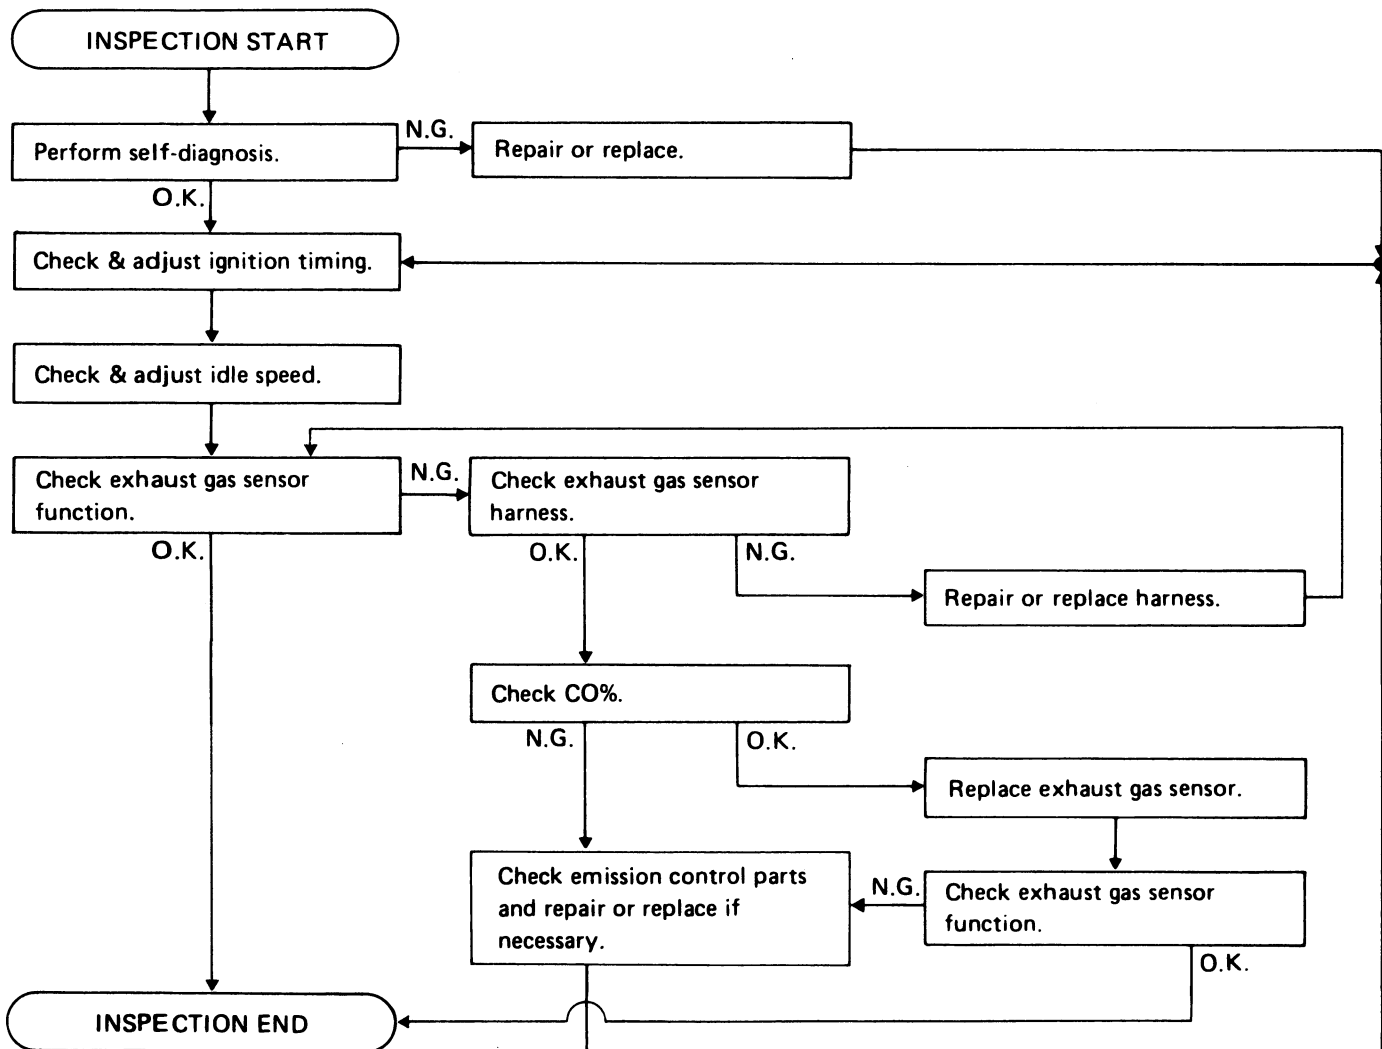 INSPECTION START
Perform self-diagnosis.
N.G.
Repair or replace.
O.K.
Check & adjust ignition timing.
Check & adjust idle speed.
Check exhaust gas sensor
function.
N.G.
Check exhaust gas sensor
harness.
O.K.
O.K.
N.G.
Repair or replace harness.
Check CO%.
N.G.
O.K.
Replace exhaust gas sensor.
Check emission control parts
and repair or replace if
necessary.
N.G.
Check exhaust gas sensor
function.
O.K.
INSPECTION END